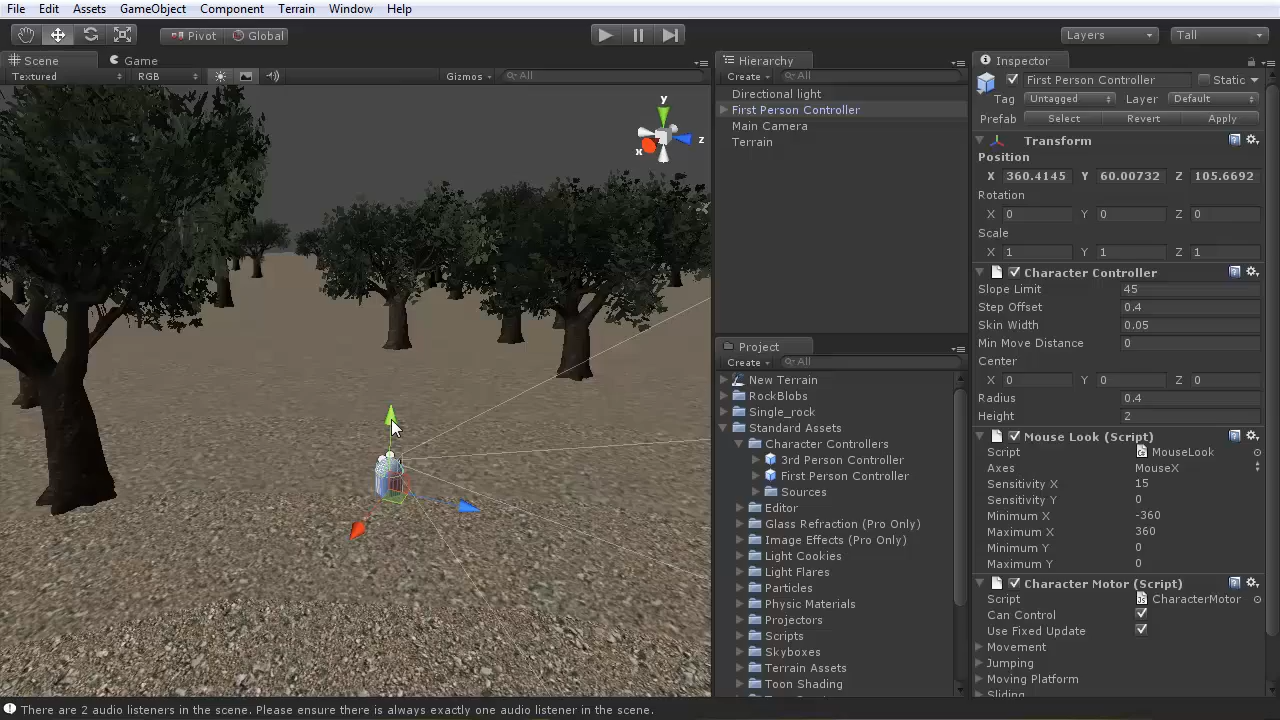 File Edit Assets GameObject Component Terrain Window Help
Pivot Global Layers Tall
Scene Game
Textured RGB Gizmos All
y
z
x
Hierarchy
Create All
Directional light
First Person Controller
Main Camera
Terrain
Project
Create All
New Terrain
RockBlobs
Single_rock
Standard Assets
Character Controllers
3rd Person Controller
First Person Controller
Sources
Editor
Glass Refraction (Pro Only)
Image Effects (Pro Only)
Light Cookies
Light Flares
Particles
Physic Materials
Projectors
Scripts
Skyboxes
Terrain Assets
Toon Shading
Inspector
First Person Controller Static
Tag Untagged Layer Default
Prefab Select Revert Apply
Transform
Position
X 360.4145 Y 60.00732 Z 105.6692
Rotation
X 0 Y 0 Z 0
Scale
X 1 Y 1 Z 1
Character Controller
Slope Limit 45
Step Offset 0.4
Skin Width 0.05
Min Move Distance 0
Center
X 0 Y 0 Z 0
Radius 0.4
Height 2
Mouse Look (Script)
Script MouseLook
Axes MouseX
Sensitivity X 15
Sensitivity Y 0
Minimum X -360
Maximum X 360
Minimum Y 0
Maximum Y 0
Character Motor (Script)
Script CharacterMotor
Can Control
Use Fixed Update
Movement
Jumping
Moving Platform
Sliding
There are 2 audio listeners in the scene. Please ensure there is always exactly one audio listener in the scene.